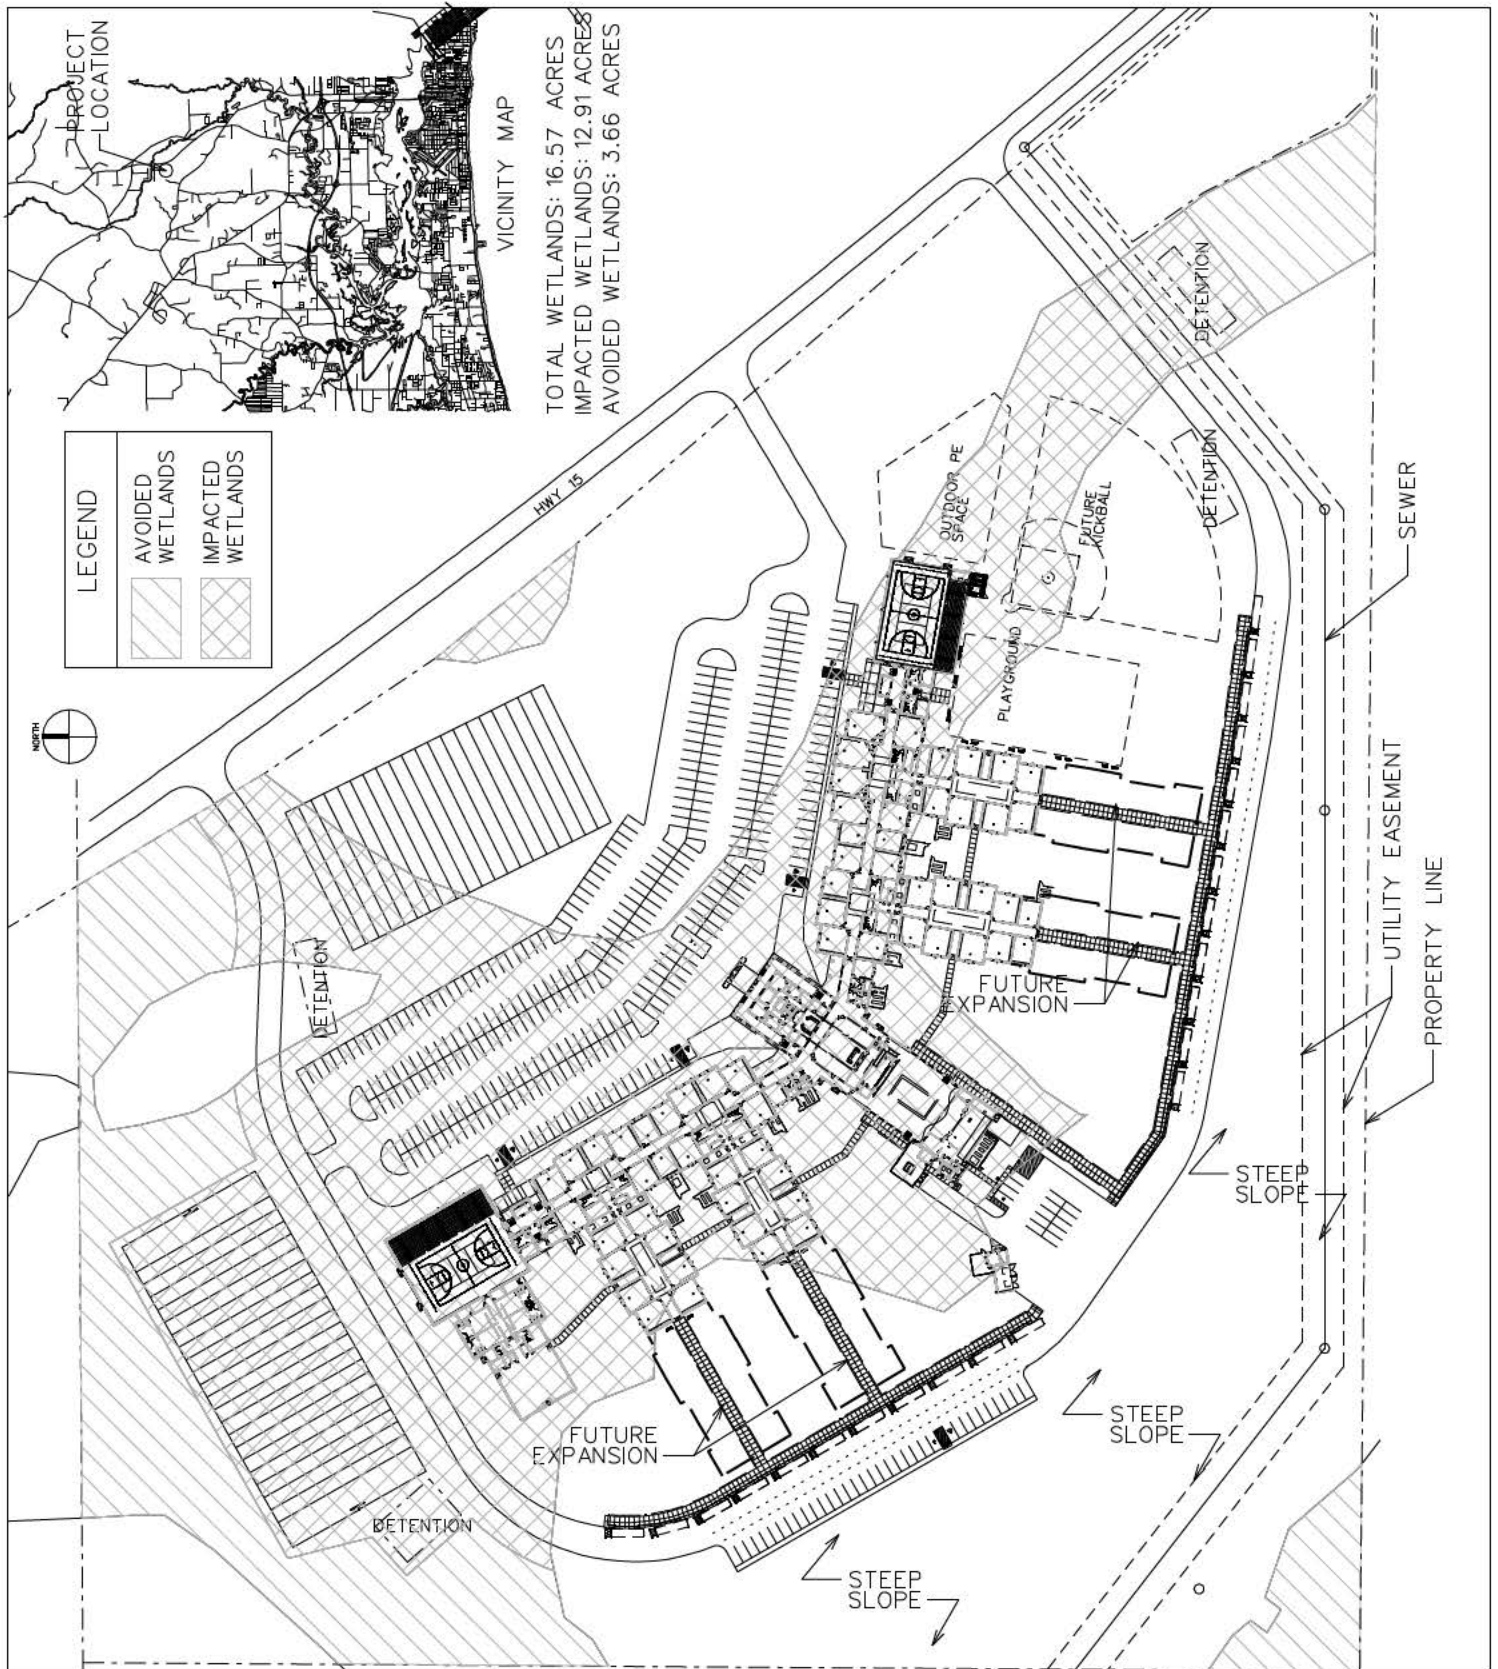 PROJECT
LOCATION
VICINITY MAP
TOTAL WETLANDS: 16.57 ACRES
IMPACTED WETLANDS: 12.91 ACRES
AVOIDED WETLANDS: 3.66 ACRES
LEGEND
AVOIDED
WETLANDS
IMPACTED
WETLANDS
NORTH
HWY 15
DETENTION
OUTDOOR PE
SPACE
FUTURE
KICKBALL
DETENTION
PLAYGROUND
SEWER
DETENTION
FUTURE
EXPANSION
UTILITY EASEMENT
PROPERTY LINE
STEEP
SLOPE
FUTURE
EXPANSION
STEEP
SLOPE
DETENTION
STEEP
SLOPE